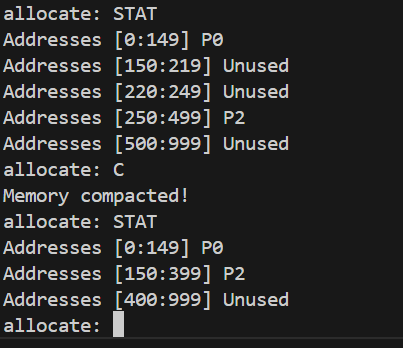 allocate: STAT
Addresses [0:149] P0
Addresses [150:219] Unused
Addresses [220:249] Unused
Addresses [250:499] P2
Addresses [500:999] Unused
allocate: C
Memory compacted!
allocate: STAT
Addresses [0:149] P0
Addresses [150:399] P2
Addresses [400:999] Unused
allocate: